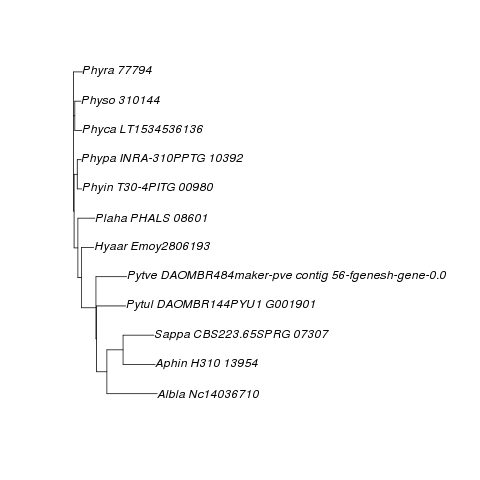 Phyra 77794
Physo 310144
Phyca LT1534536136
Phypa INRA-310PPTG 10392
Phyin T30-4PITG 00980
Plaha PHALS 08601
Hyaar Emoy2806193
Pytve DAOMBR484maker-pve contig 56-fgenesh-gene-0.0
Pytul DAOMBR144PYU1 G001901
Sappa CBS223.65SPRG 07307
Aphin H310 13954
Albla Nc14036710